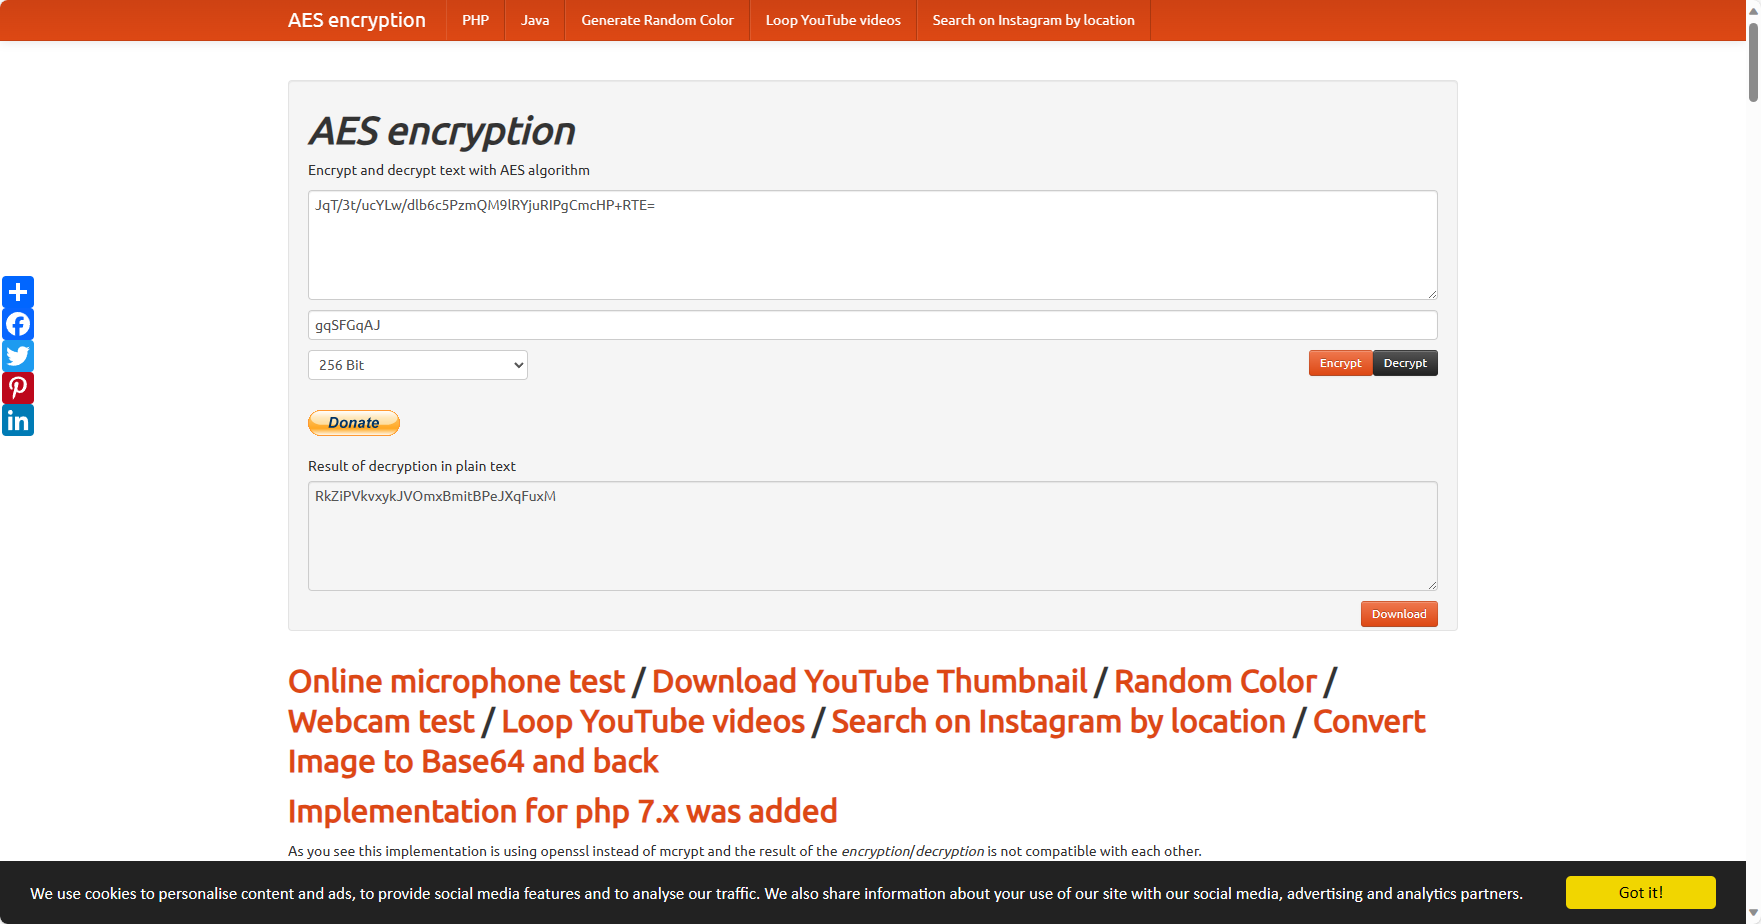 AES encryption PHP Java Generate Random Color Loop YouTube videos Search on Instagram by location
AES encryption
Encrypt and decrypt text with AES algorithm
JqT/3t/ucYLw/dlb6c5PzmQM9lRYjuRIPgCmcHP+RTE=
gqSFGqAJ
256 Bit
Encrypt Decrypt
Donate
Result of decryption in plain text
RkZiPVkvxykJVOmxBmitBPeJXqFuxM
Download
Online microphone test / Download YouTube Thumbnail / Random Color /
Webcam test / Loop YouTube videos / Search on Instagram by location / Convert
Image to Base64 and back
Implementation for php 7.x was added
As you see this implementation is using openssl instead of mcrypt and the result of the encryption/decryption is not compatible with each other.
We use cookies to personalise content and ads, to provide social media features and to analyse our traffic. We also share information about your use of our site with our social media, advertising and analytics partners. Got it!